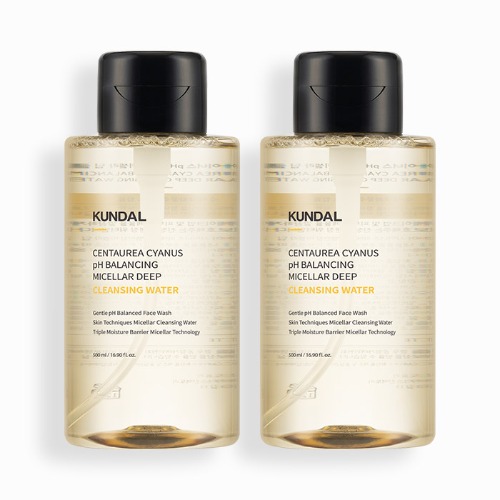 KUNDAL
CENTAUREA CYANUS
pH BALANCING
MICELLAR DEEP
CLEANSING WATER
Gentle pH Balanced Face Wash
Skin Techniques Micellar Cleansing Water
Triple Moisture Barrier Micellar Technology
500 ml / 16.90 fl. oz.
KUNDAL
CENTAUREA CYANUS
pH BALANCING
MICELLAR DEEP
CLEANSING WATER
Gentle pH Balanced Face Wash
Skin Techniques Micellar Cleansing Water
Triple Moisture Barrier Micellar Technology
500 ml / 16.90 fl. oz.